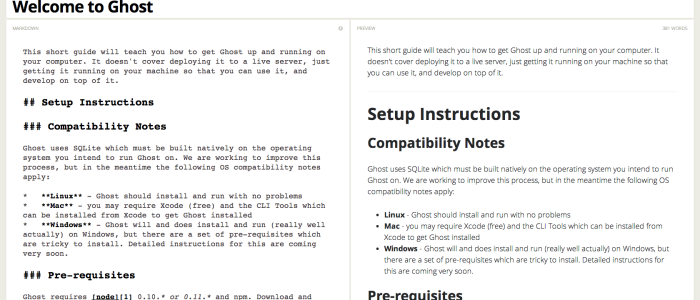 Welcome to Ghost
MARKDOWN
This short guide will teach you how to get Ghost up and running on
your computer. It doesn't cover deploying it to a live server, just
getting it running on your machine so that you can use it, and
develop on top of it.
## Setup Instructions
### Compatibility Notes
Ghost uses SQLite which must be built natively on the operating
system you intend to run Ghost on. We are working to improve this
process, but in the meantime the following OS compatibility notes
apply:
* **Linux** - Ghost should install and run with no problems
* **Mac** - you may require Xcode (free) and the CLI Tools which
can be installed from Xcode to get Ghost installed
* **Windows** - Ghost will and does install and run (really well
actually) on Windows, but there are a set of pre-requisites which
are tricky to install. Detailed instructions for this are coming
very soon.
### Pre-requisites
Ghost requires [node][1] 0.10.* or 0.11.* and npm. Download and
PREVIEW
This short guide will teach you how to get Ghost up and running on your computer. It
doesn't cover deploying it to a live server, just getting it running on your machine so that
you can use it, and develop on top of it.
Setup Instructions
Compatibility Notes
Ghost uses SQLite which must be built natively on the operating system you intend to run
Ghost on. We are working to improve this process, but in the meantime the following OS
compatibility notes apply:
• Linux - Ghost should install and run with no problems
• Mac - you may require Xcode (free) and the CLI Tools which can be installed from
Xcode to get Ghost installed
• Windows - Ghost will and does install and run (really well actually) on Windows, but
there are a set of pre-requisites which are tricky to install. Detailed instructions for
this are coming very soon.
Pre-requisites